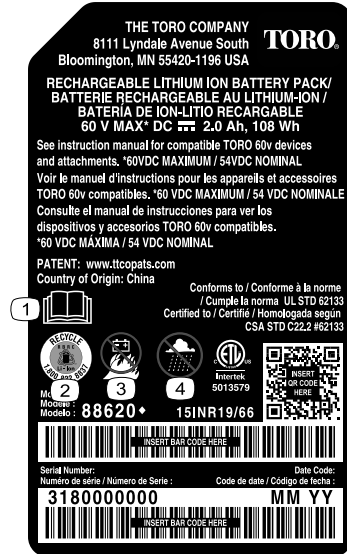 THE TORO COMPANY
8111 Lyndale Avenue South
Bloomington, MN 55420-1196 USA
TORO.
RECHARGEABLE LITHIUM ION BATTERY PACK/
BATTERIE RECHARGEABLE AU LITHIUM-ION /
BATERÍA DE ION-LITIO RECARGABLE
60 V MAX* DC 2.0 Ah, 108 Wh
See instruction manual for compatible TORO 60v devices
and attachments. *60VDC MAXIMUM / 54VDC NOMINAL
Voir le manuel d'instructions pour les appareils et accessoires
TORO 60v compatibles. *60 VDC MAXIMUM / 54 VDC NOMINALE
Consulte el manual de instrucciones para ver los
dispositivos y accesorios TORO 60v compatibles.
*60 VDC MÁXIMA / 54 VDC NOMINAL
PATENT: www.ttcopats.com
Country of Origin: China
Conforms to / Conforme à la norme
/ Cumple la norma UL STD 62133
Certified to / Certifié / Homologada según
CSA STD C22.2 #62133
1
RECYCLE
Li-Ion
1.800.822.8837
2
3
4
C US
Intertek
5013579
INSERT
QR CODE
HERE
Modèle :
Modelo : 88620♦ 15INR19/66
INSERT BAR CODE HERE
Serial Number:
Numéro de série / Número de Serie :
Date Code:
Code de date / Código de fecha :
3180000000 MM YY
INSERT BAR CODE HERE